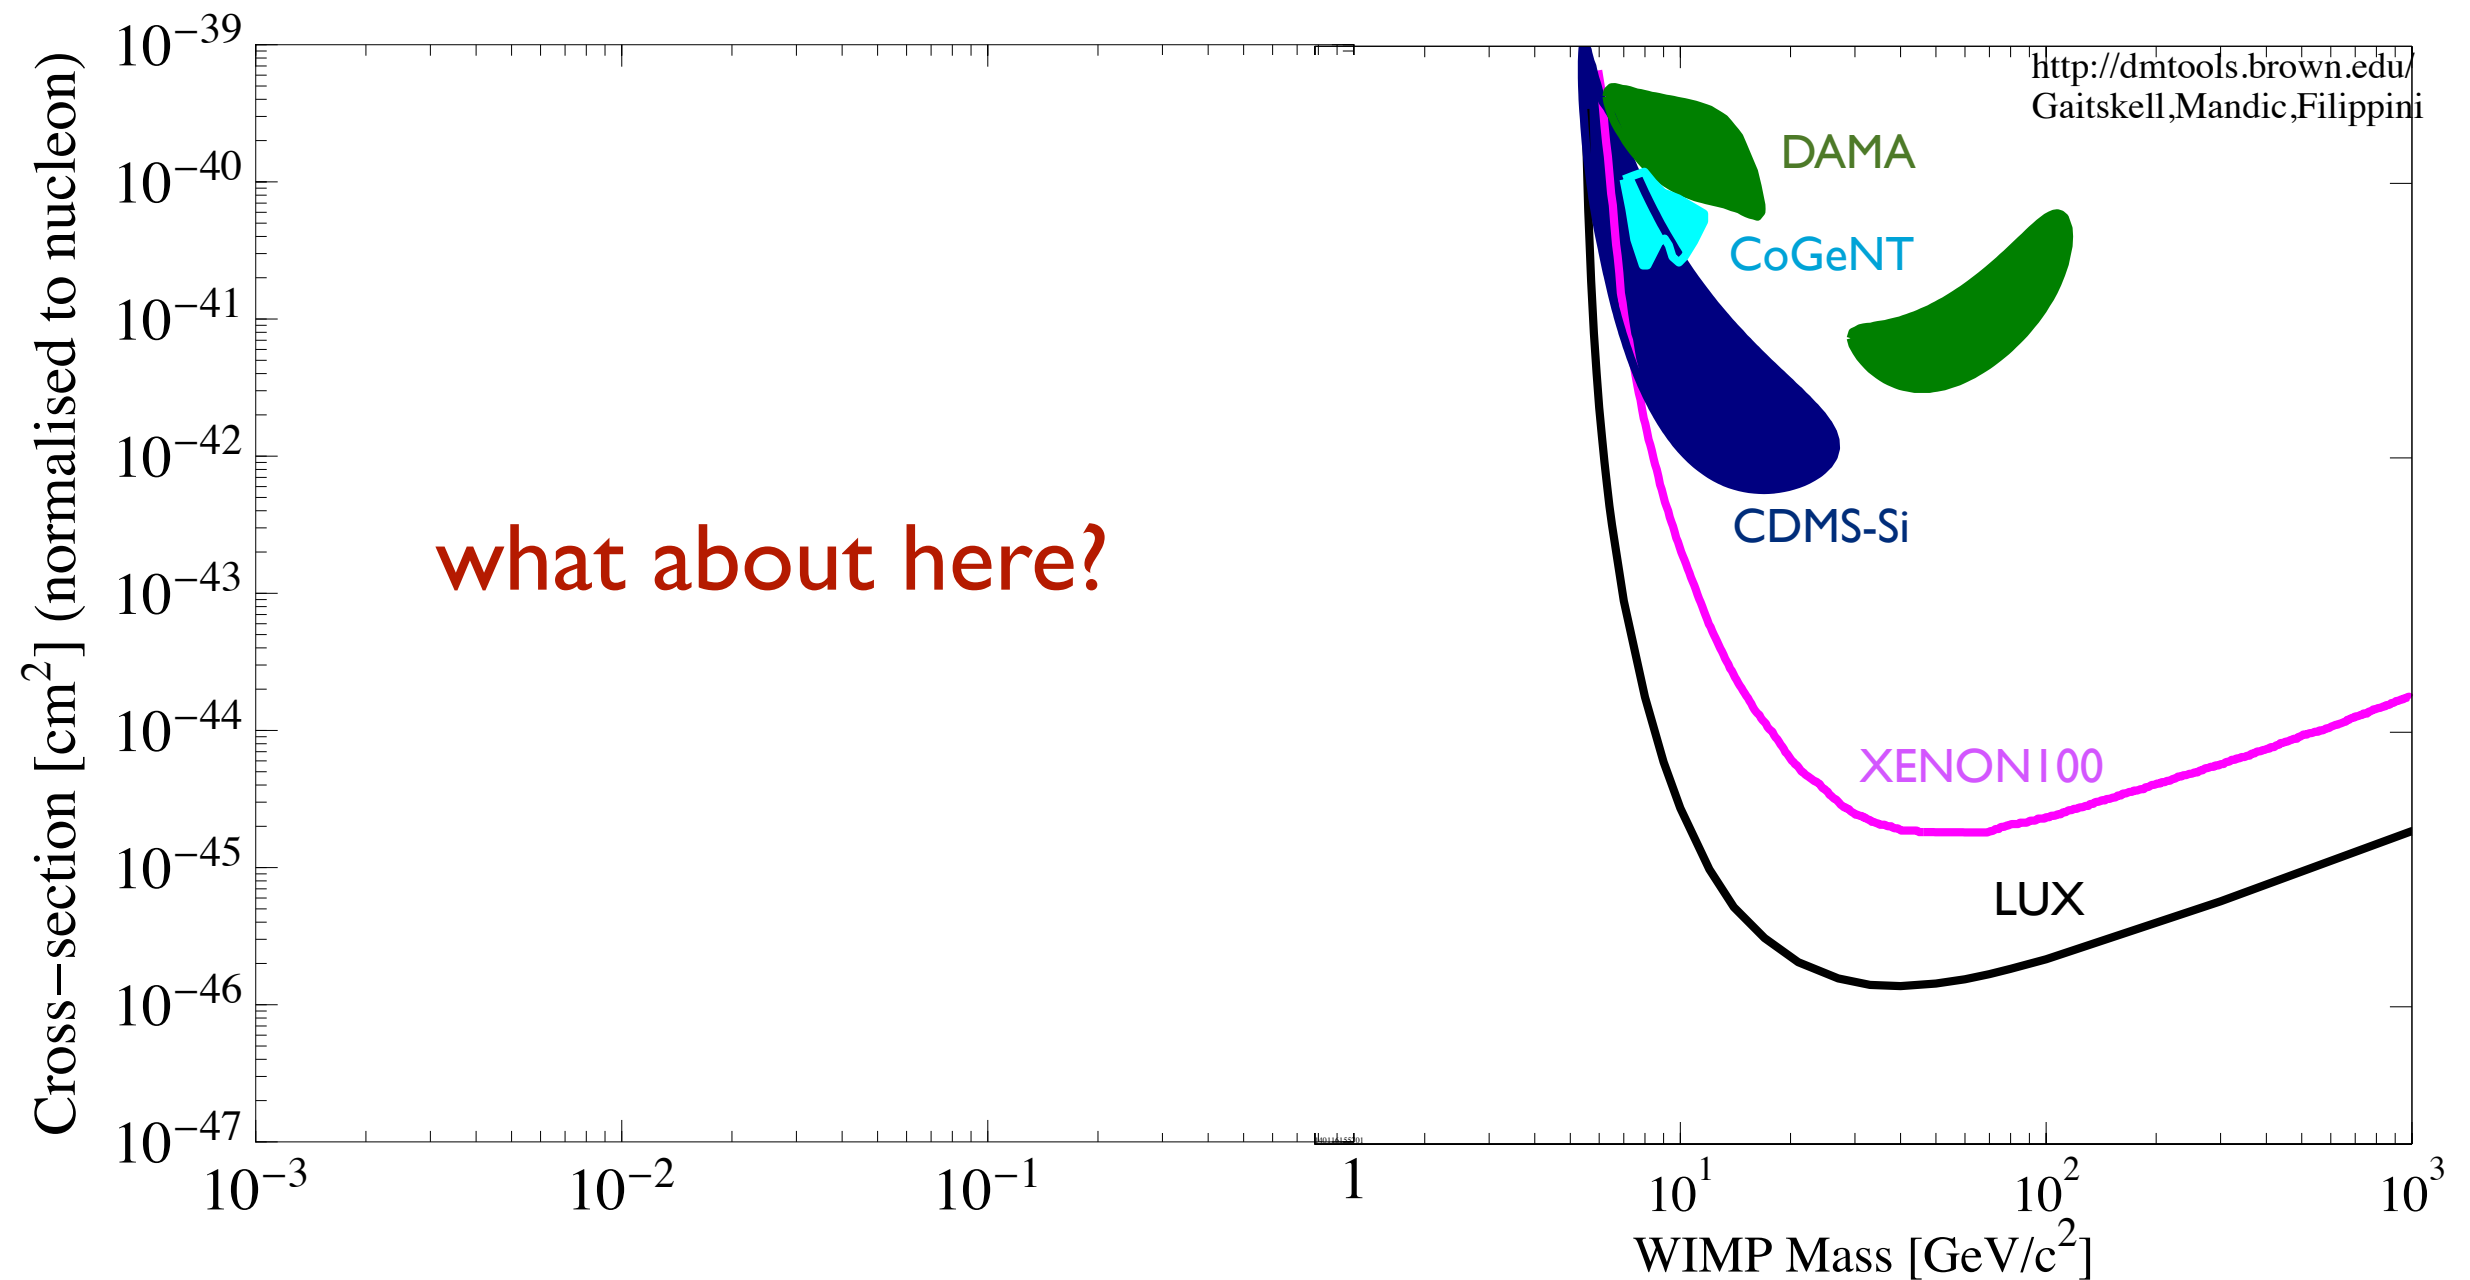 Cross−section [cm²] (normalised to nucleon)
10⁻³⁹
10⁻⁴⁰
10⁻⁴¹
10⁻⁴²
10⁻⁴³
10⁻⁴⁴
10⁻⁴⁵
10⁻⁴⁶
10⁻⁴⁷
http://dmtools.brown.edu/
Gaitskell,Mandic,Filippini
DAMA
CoGeNT
CDMS-Si
what about here?
XENON100
LUX
10⁻³
10⁻²
10⁻¹
1
10¹
10²
10³
WIMP Mass [GeV/c²]